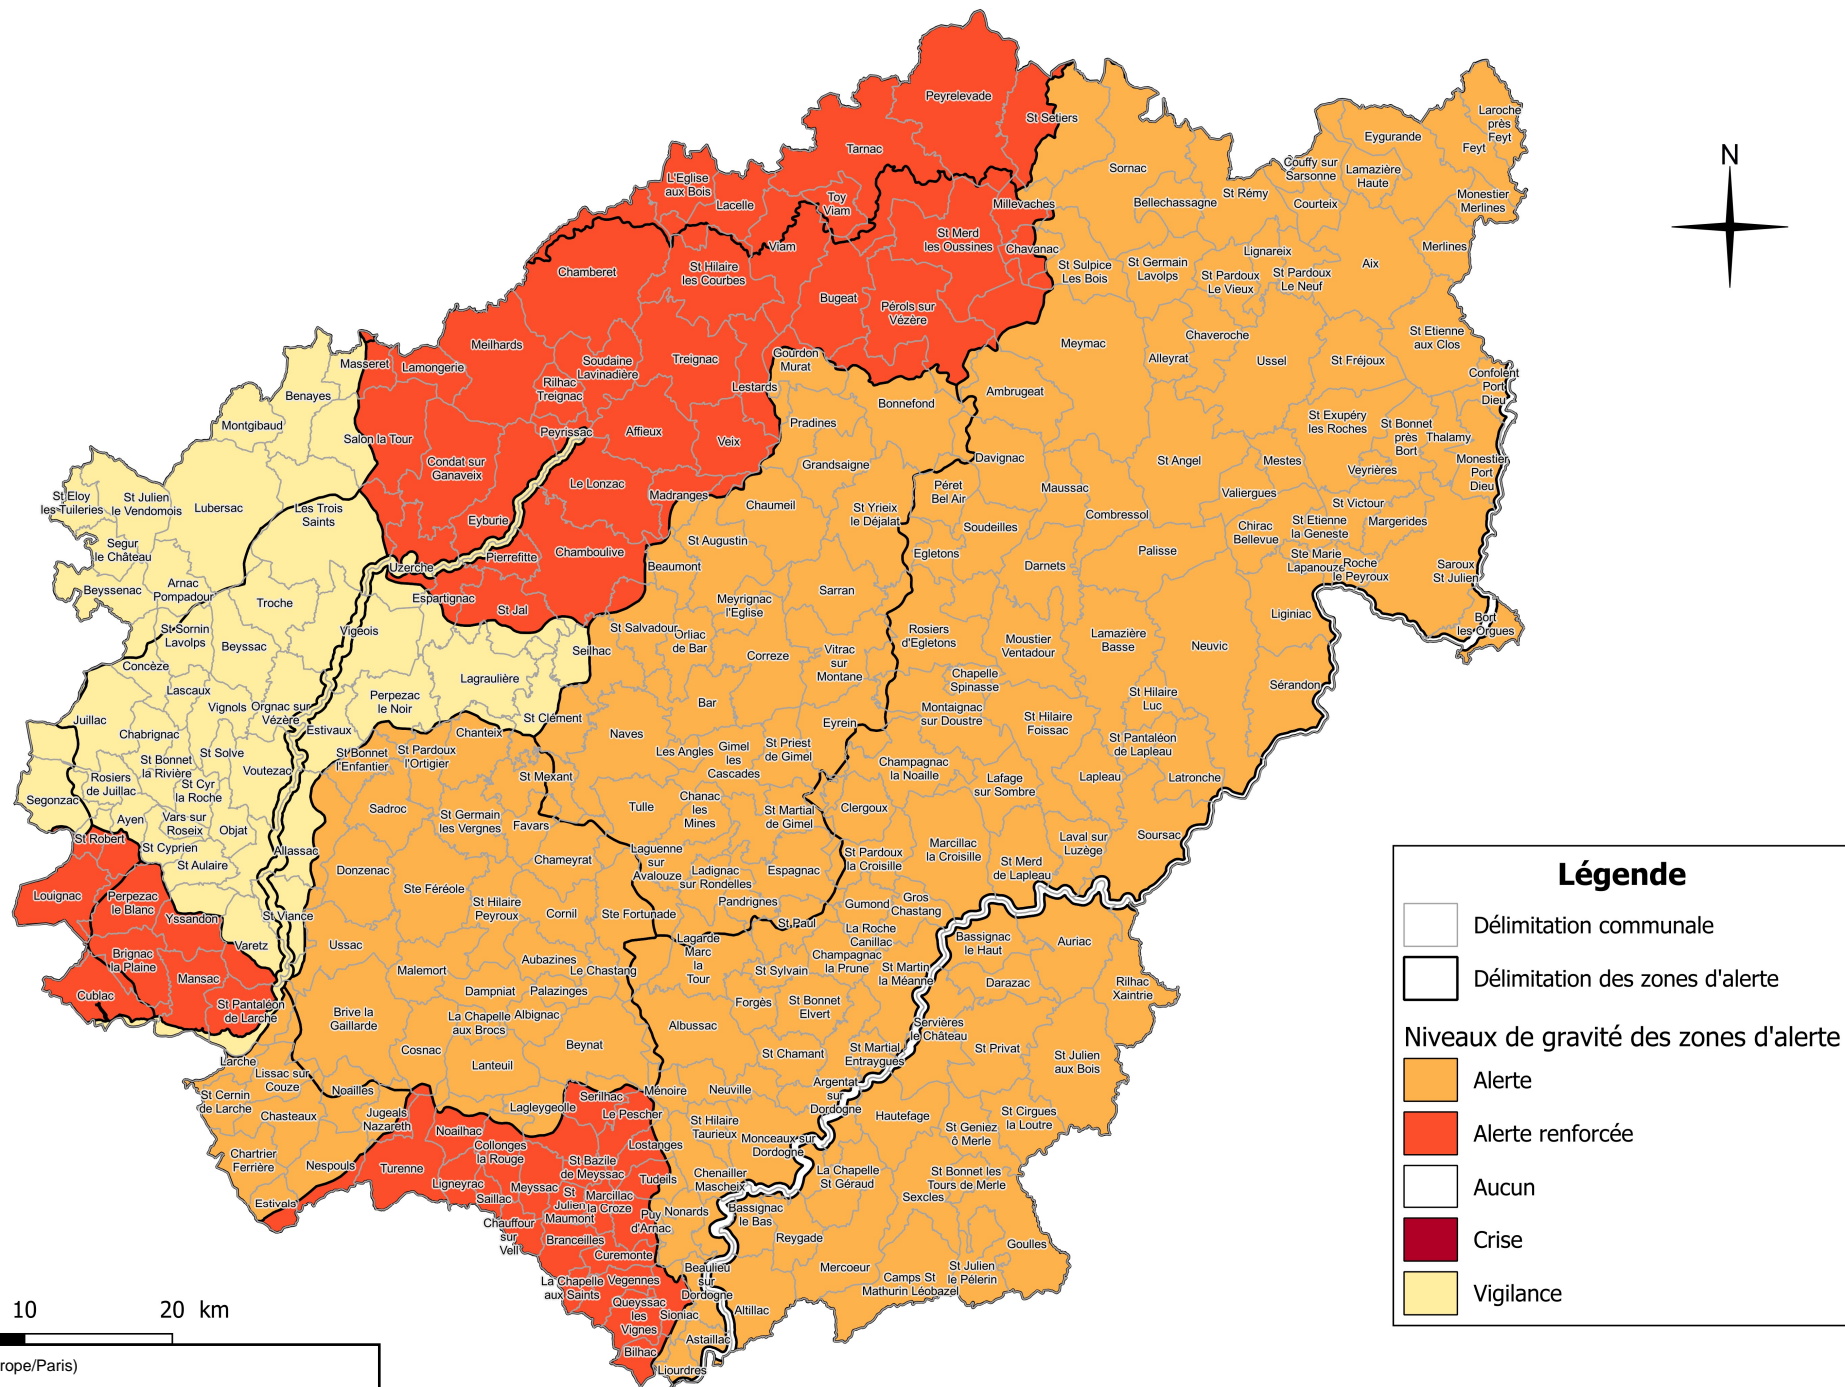 Peyrelevade
Laroche
près
Feyt
St Setiers
Eygurande
Feyt
Tarnac
Sornac
Couffy sur
Sarsonne
Lamazière
Haute
L'Eglise
aux Bois
Lacelle
Toy
Viam
Millevaches
Bellechassagne
St Rémy
Courteix
Monestier
Merlines
N
Viam
St Merd
les Oussines
Chavanac
Lignareix
Merlines
Chamberet
St Hilaire
les Courbes
St Sulpice
Les Bois
St Germain
Lavolps
St Pardoux
Le Vieux
St Pardoux
Le Neuf
Aix
Bugeat
Pérols sur
Vézère
Meilhards
Soudaine
Lavinadière
Treignac
Gourdon
Murat
Meymac
Chaveroche
Alleyrat
Ussel
St Fréjoux
St Etienne
aux Clos
Masseret
Lamongerie
Rilhac
Treignac
Lestards
Confolent
Port
Dieu
Benayes
Ambrugeat
Bonnefond
Montgibaud
Salon la Tour
Peyrissac
Affieux
Veix
Pradines
St Exupéry
les Roches
St Bonnet
près
Bort
Thalamy
Condat sur
Ganaveix
Grandsaigne
Davignac
St Angel
Mestes
Veyrières
Monestier
Port
Dieu
Le Lonzac
Madranges
Chaumeil
St Yrieix
le Déjalat
Péret
Bel Air
Maussac
Valiergues
St Victour
St Eloy
les Tuileries
St Julien
le Vendomois
Lubersac
Les Trois
Saints
Eyburie
Soudeilles
Combressol
Chirac
Bellevue
St Etienne
la Geneste
Margerides
Segur
le Château
Pierrefitte
Chamboulive
St Augustin
Egletons
Palisse
Ste Marie
Lapanouze
Roche
le Peyroux
Saroux
St Julien
Beyssenac
Arnac
Pompadour
Uzerche
Beaumont
Darnets
Troche
Espartignac
St Jal
Meyrignac
l'Eglise
Sarran
Liginiac
Bort
les Orgues
St Sornin
Lavolps
Beyssac
Vigeois
Seilhac
St Salvadour
Orliac
de Bar
Correze
Vitrac
sur
Montane
Rosiers
d'Egletons
Moustier
Ventadour
Lamazière
Basse
Neuvic
Concèze
Lascaux
Perpezac
le Noir
Lagraulière
Chapelle
Spinasse
St Hilaire
Luc
Sérandon
Juillac
Vignols
Orgnac sur
Vézère
Estivaux
Chanteix
St Clément
Bar
Eyrein
Montaignac
sur Doustre
St Hilaire
Foissac
Chabrignac
St Bonnet
la Rivière
St Solve
Voutezac
St Bonnet
l'Enfantier
St Pardoux
l'Ortigier
Naves
Les Angles
Gimel
les
Cascades
St Priest
de Gimel
St Pantaléon
de Lapleau
Rosiers
de Juillac
St Cyr
la Roche
St Mexant
Champagnac
la Noaille
Lafage
sur Sombre
Lapleau
Latronche
Segonzac
Ayen
Vars sur
Roseix
Objat
Sadroc
St Germain
les Vergnes
Favars
Tulle
Chanac
les
Mines
St Martial
de Gimel
Clergoux
St Robert
St Cyprien
St Aulaire
Allassac
Donzenac
Chameyrat
Laguenne
sur
Avalouze
Ladignac
sur Rondelles
Espagnac
St Pardoux
la Croisille
Marcillac
la Croisille
St Merd
de Lapleau
Laval sur
Luzège
Soursac
Louignac
Perpezac
le Blanc
Yssandon
St Viance
Ste Féréole
St Hilaire
Peyroux
Cornil
Ste Fortunade
Pandrignes
St Paul
Gumond
Gros
Chastang
Brignac
la Plaine
Varetz
Ussac
Malemort
Aubazines
Le Chastang
Lagarde
Marc
la
Tour
La Roche
Canillac
Champagnac
la Prune
Bassignac
le Haut
Auriac
Cublac
Mansac
St Pantaléon
de Larche
Dampniat
Palazinges
St Sylvain
St Martin
la Méanne
Darazac
Rilhac
Xaintrie
Brive la
Gaillarde
La Chapelle
aux Brocs
Albignac
Albussac
Forgès
St Bonnet
Elvert
Servières
le Château
Larche
Cosnac
Lanteuil
Beynat
St Chamant
St Martial
Entraygues
St Privat
St Julien
aux Bois
Lissac sur
Couze
Noailles
St Cernin
de Larche
Chasteaux
Jugeals
Nazareth
Lagleygeolle
Serilhac
Le Pescher
Ménoire
Neuville
Argentat
sur
Dordogne
Hautefage
St Cirgues
la Loutre
Noailhac
Collonges
la Rouge
Lostanges
St Hilaire
Taurieux
Monceaux sur
Dordogne
St Geniez
ô Merle
Chartrier
Ferrière
Nespouls
Turenne
Ligneyrac
St Bazile
de Meyssac
Tudeils
Chenailler
Mascheix
La Chapelle
St Géraud
St Bonnet les
Tours de Merle
Estivals
Saillac
Meyssac
St
Julien
Maumont
Marcillac
la Croze
Puy
d'Arnac
Nonards
Bassignac
le Bas
Sexcles
Chauffour
sur
Vell
Branceilles
Curemonte
Reygade
Goulles
La Chapelle
aux Saints
Vegennes
Beaulieu
sur
Dordogne
Mercoeur
Camps St
Mathurin Léobazel
St Julien
le Pélerin
Queyssac
les
Vignes
Sioniac
Altillac
Bilhac
Astaillac
Liourdres
Légende
Délimitation communale
Délimitation des zones d'alerte
Niveaux de gravité des zones d'alerte
Alerte
Alerte renforcée
Aucun
Crise
Vigilance
10 20 km
rope/Paris)